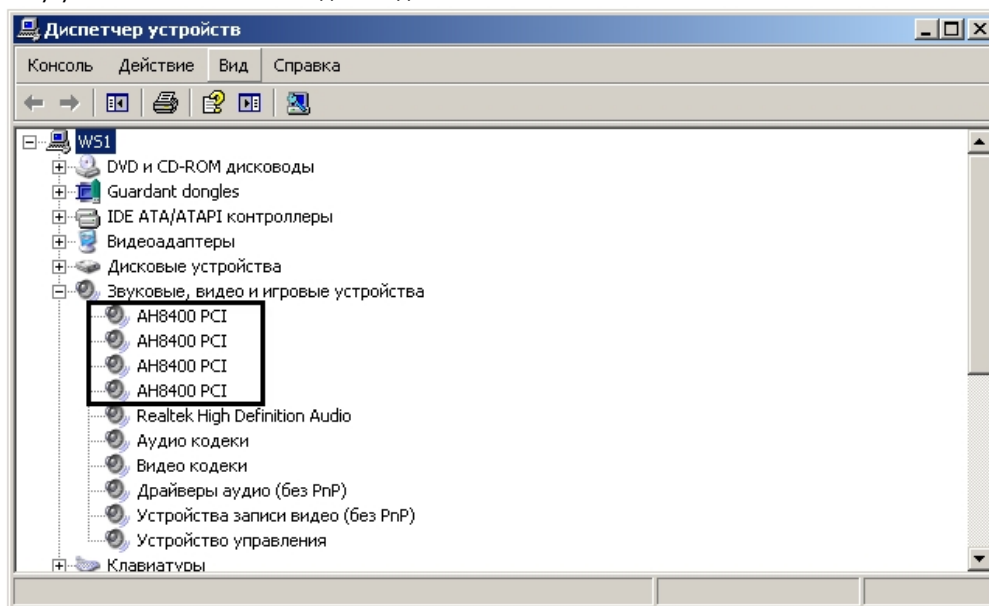 Диспетчер устройств
Консоль Действие Вид Справка
WS1
DVD и CD-ROM дисководы
Guardant dongles
IDE ATA/ATAPI контроллеры
Видеоадаптеры
Дисковые устройства
Звуковые, видео и игровые устройства
AH8400 PCI
AH8400 PCI
AH8400 PCI
AH8400 PCI
Realtek High Definition Audio
Аудио кодеки
Видео кодеки
Драйверы аудио (без PnP)
Устройства записи видео (без PnP)
Устройство управления
Клавиатуры